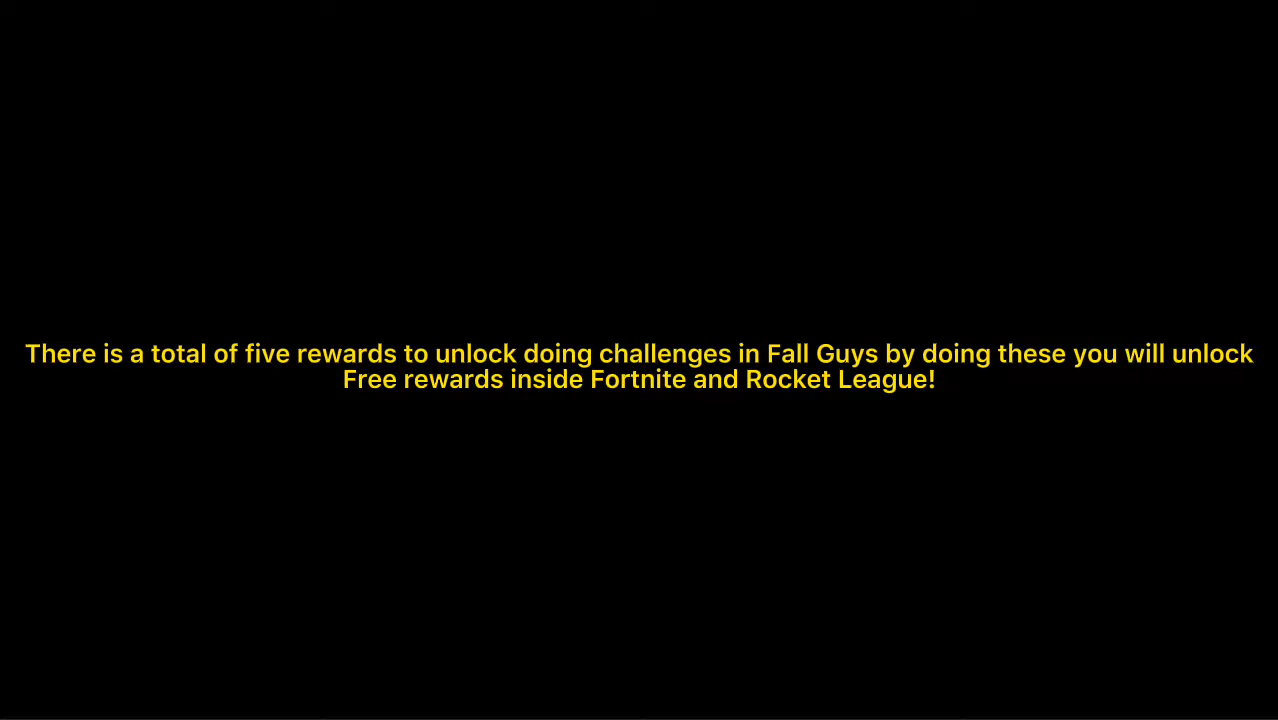 There is a total of five rewards to unlock doing challenges in Fall Guys by doing these you will unlock
Free rewards inside Fortnite and Rocket League!